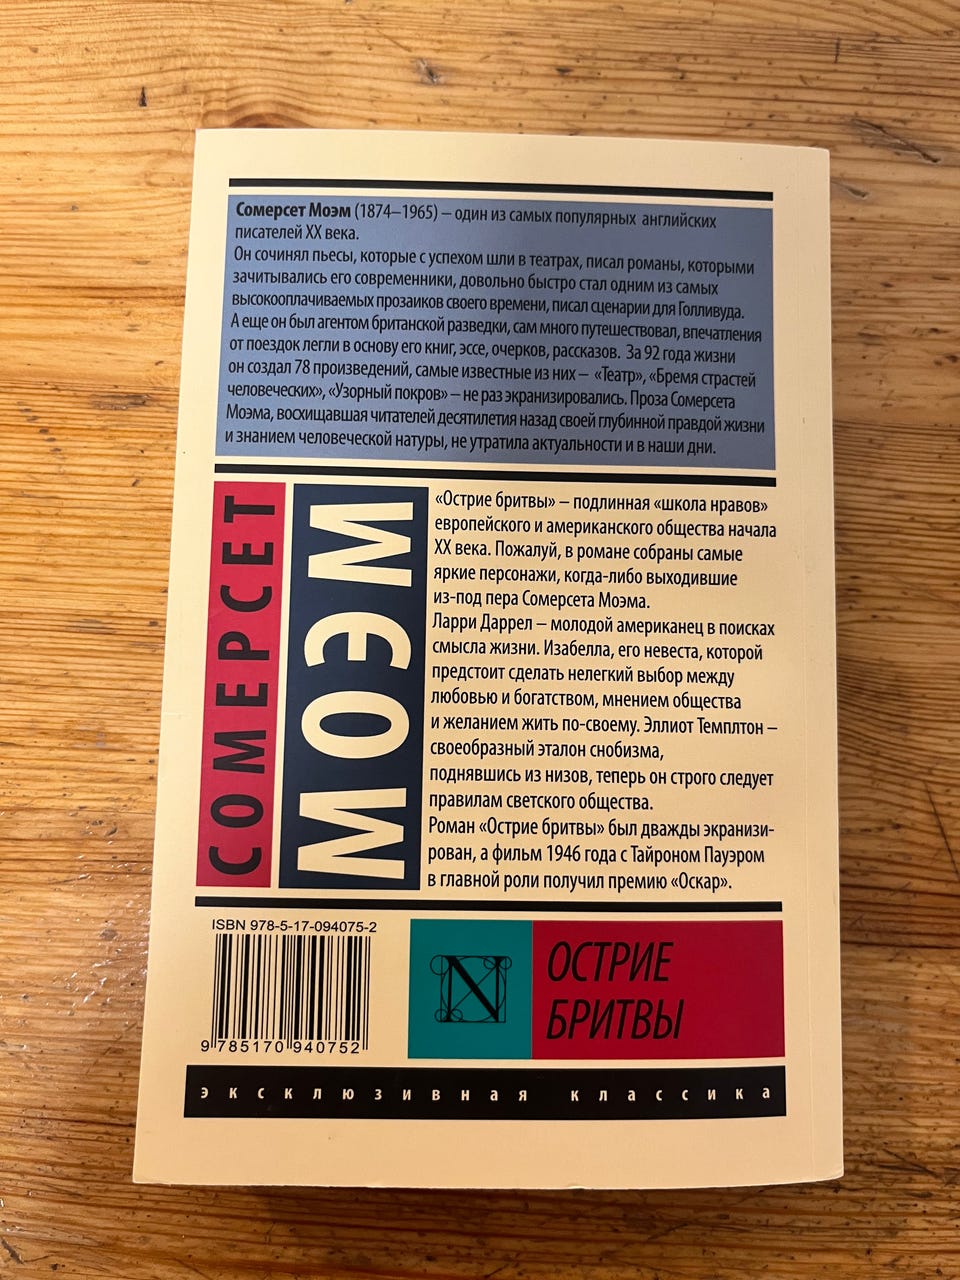 Сомерсет Моэм (1874–1965) – один из самых популярных английских
писателей XX века.
Он сочинял пьесы, которые с успехом шли в театрах, писал романы, которыми
зачитывались его современники, довольно быстро стал одним из самых
высокооплачиваемых прозаиков своего времени, писал сценарии для Голливуда.
А еще он был агентом британской разведки, сам много путешествовал, впечатления
от поездок легли в основу его книг, эссе, очерков, рассказов. За 92 года жизни
он создал 78 произведений, самые известные из них – «Театр», «Бремя страстей
человеческих», «Узорный покров» – не раз экранизировались. Проза Сомерсета
Моэма, восхищавшая читателей десятилетия назад своей глубинной правдой жизни
и знанием человеческой натуры, не утратила актуальности и в наши дни.
СОМЕРСЕТ
МОЭМ
«Острие бритвы» – подлинная «школа нравов»
европейского и американского общества начала
XX века. Пожалуй, в романе собраны самые
яркие персонажи, когда-либо выходившие
из-под пера Сомерсета Моэма.
Ларри Даррел – молодой американец в поисках
смысла жизни. Изабелла, его невеста, которой
предстоит сделать нелегкий выбор между
любовью и богатством, мнением общества
и желанием жить по-своему. Эллиот Темплтон –
своеобразный эталон снобизма,
поднявшись из низов, теперь он строго следует
правилам светского общества.
Роман «Острие бритвы» был дважды экранизи-
рован, а фильм 1946 года с Тайроном Пауэром
в главной роли получил премию «Оскар».
ISBN 978-5-17-094075-2
9 785170 940752
N
ОСТРИЕ
БРИТВЫ
эксклюзивная классика